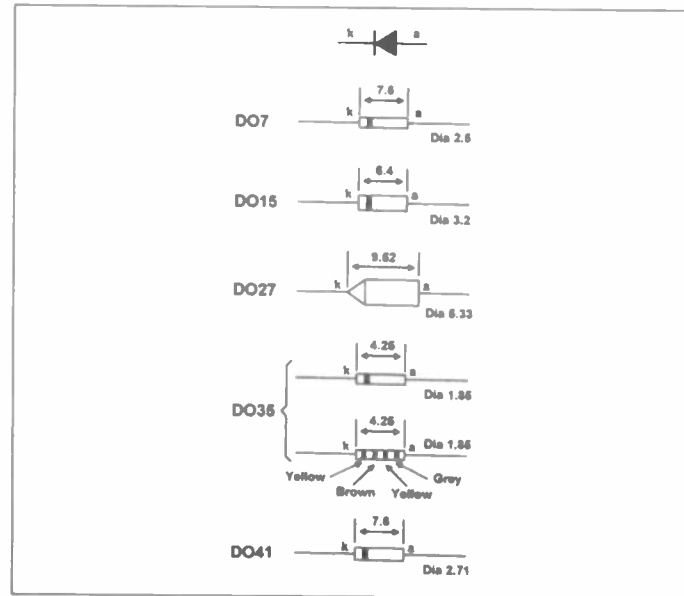 k a
7.6
k a
DO7
Dia 2.5
6.4
k a
DO15
Dia 3.2
9.52
k a
DO27
Dia 5.33
4.25
k a
Dia 1.85
DO35
4.25
k a
Dia 1.85
Yellow Grey
Brown Yellow
7.6
k a
DO41
Dia 2.71